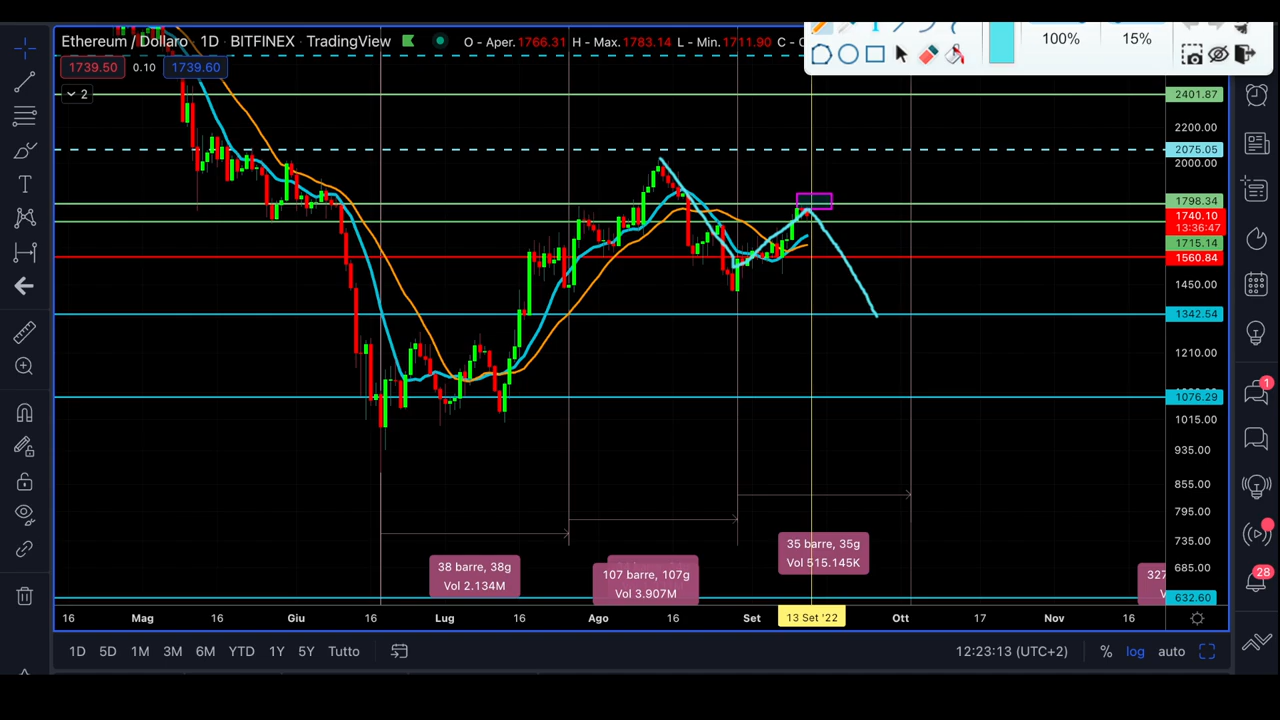 Ethereum / Dollaro · 1D · BITFINEX · TradingView
O - Aper. 1766.31 H - Max. 1783.14 L - Min. 1711.90 C - C
1739.50 0.10 1739.60
2
100%
15%
2401.87
2200.00
2075.05
2000.00
1798.34
1740.10
13:36:47
1715.14
1560.84
1450.00
1342.54
1210.00
1076.29
1015.00
935.00
855.00
795.00
735.00
685.00
632.60
35 barre, 35g
Vol 515.145K
38 barre, 38g
Vol 2.134M
107 barre, 107g
Vol 3.907M
327
V
16 Mag 16 Giu 16 Lug 16 Ago 16 Set 13 Set '22 Ott 17 Nov 16
1D 5D 1M 3M 6M YTD 1Y 5Y Tutto
12:23:13 (UTC+2) % log auto
1
28